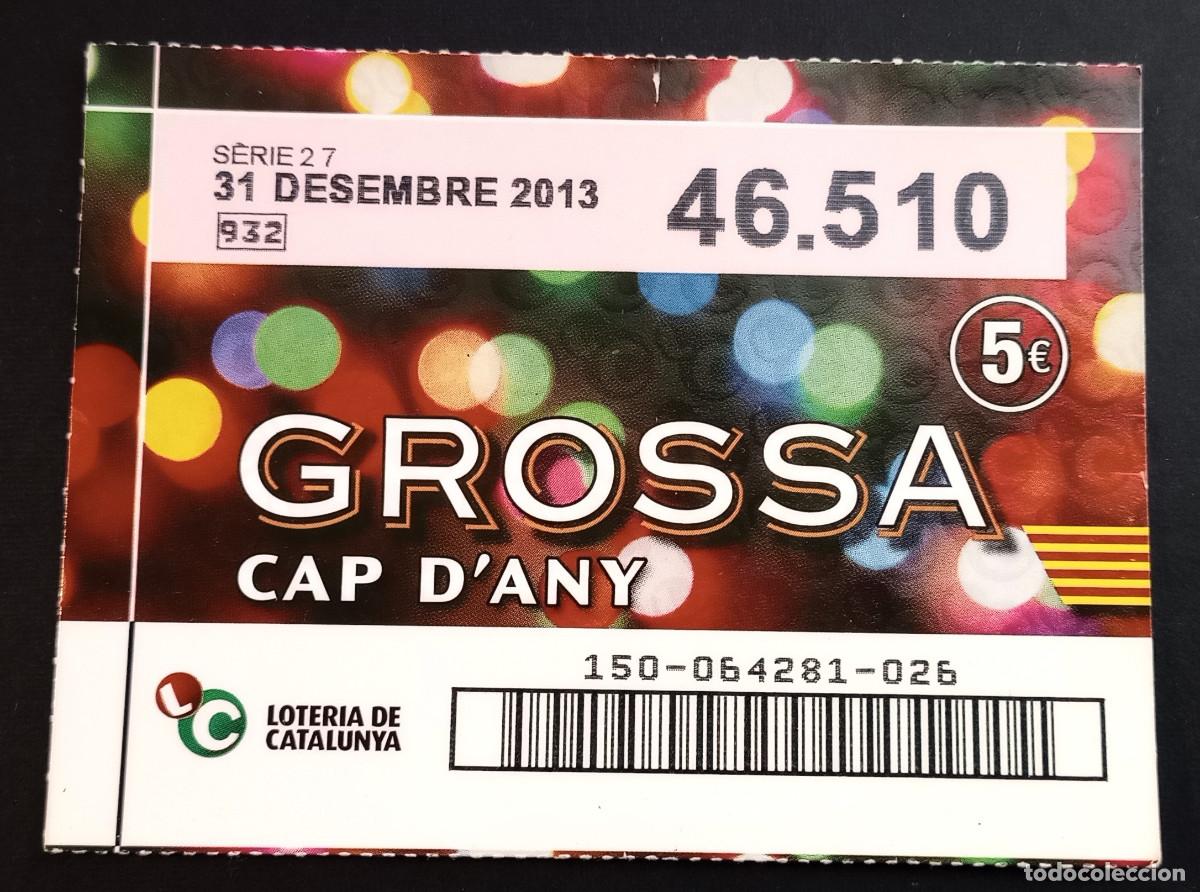 SÈRIE 27
31 DESEMBRE 2013
932
46.510
5€
GROSSA
CAP D'ANY
150-064281-026
LC
LOTERIA DE
CATALUNYA
todocoleccion